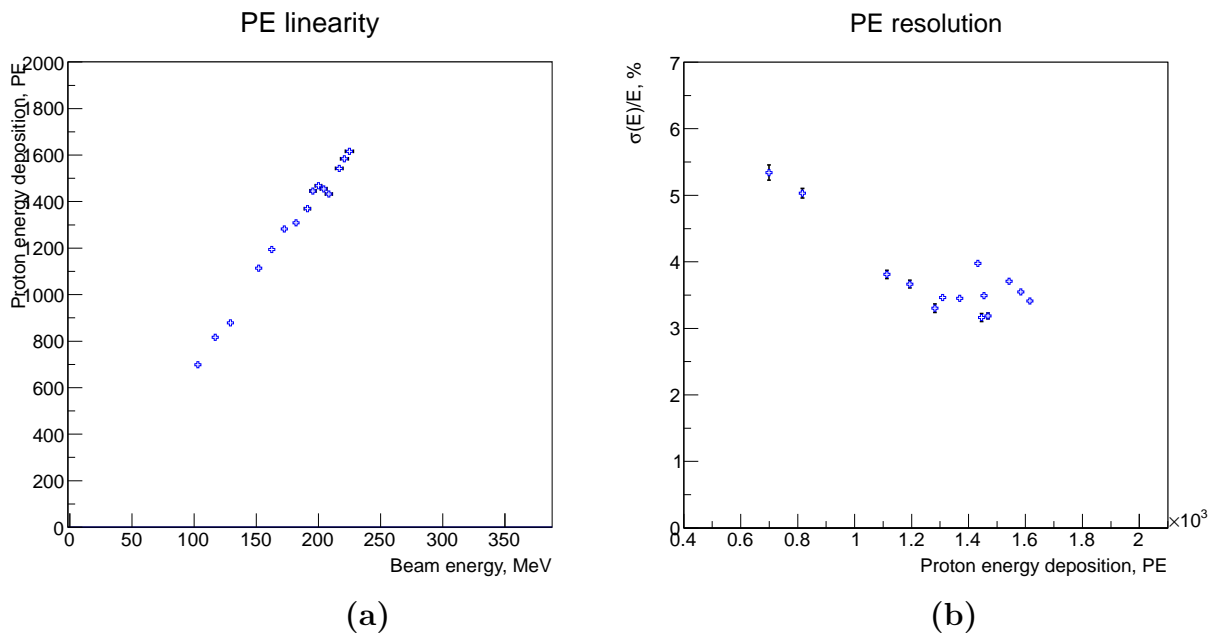 PE linearity
Proton energy deposition, PE
2000
1800
1600
1400
1200
1000
800
600
400
200
0
0 50 100 150 200 250 300 350
Beam energy, MeV
(a)
PE resolution
σ(E)/E, %
7
6
5
4
3
2
1
0
0.4 0.6 0.8 1 1.2 1.4 1.6 1.8 2
×10³
Proton energy deposition, PE
(b)